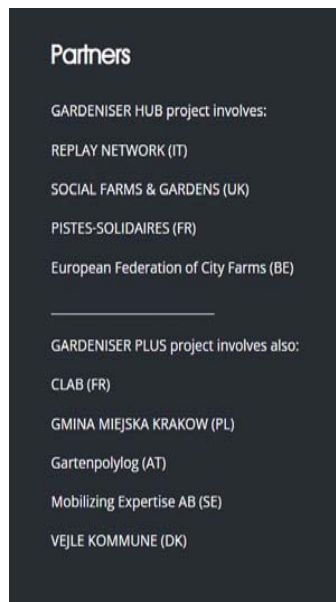 Partners
GARDENISER HUB project involves:
REPLAY NETWORK (IT)
SOCIAL FARMS & GARDENS (UK)
PISTES-SOLIDAIRES (FR)
European Federation of City Farms (BE)
GARDENISER PLUS project involves also:
CLAB (FR)
GMINA MIEJSKA KRAKOW (PL)
Gartenpolylog (AT)
Mobilizing Expertise AB (SE)
VEJLE KOMMUNE (DK)